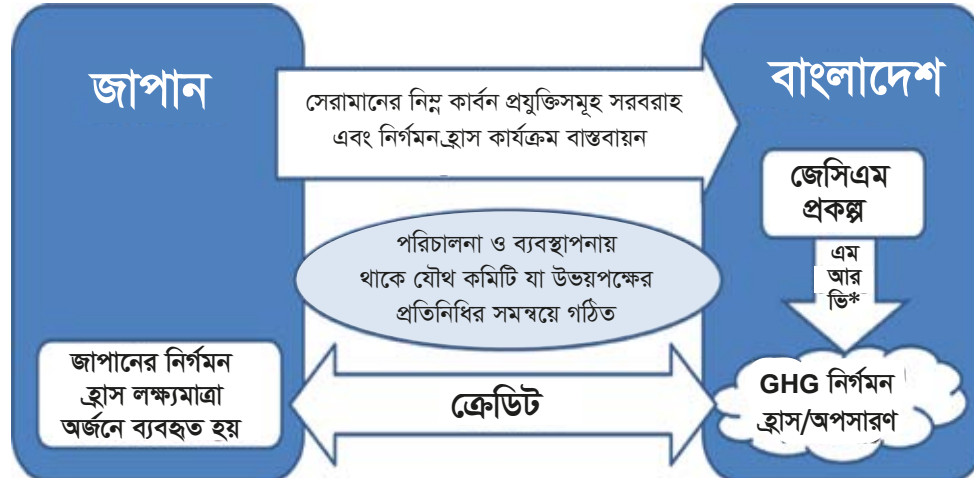 জাপান
সেরামানের নিম্ন কার্বন প্রযুক্তিসমূহ সরবরাহ
এবং নির্গমন হ্রাস কার্যক্রম বাস্তবায়ন
বাংলাদেশ
জেসিএম
প্রকল্প
পরিচালনা ও ব্যবস্থাপনায়
থাকে যৌথ কমিটি যা উভয়পক্ষের
প্রতিনিধির সমন্বয়ে গঠিত
এম
আর
ভি*
জাপানের নির্গমন
হ্রাস লক্ষ্যমাত্রা
অর্জনে ব্যবহৃত হয়
ক্রেডিট
GHG নির্গমন
হ্রাস/অপসারণ